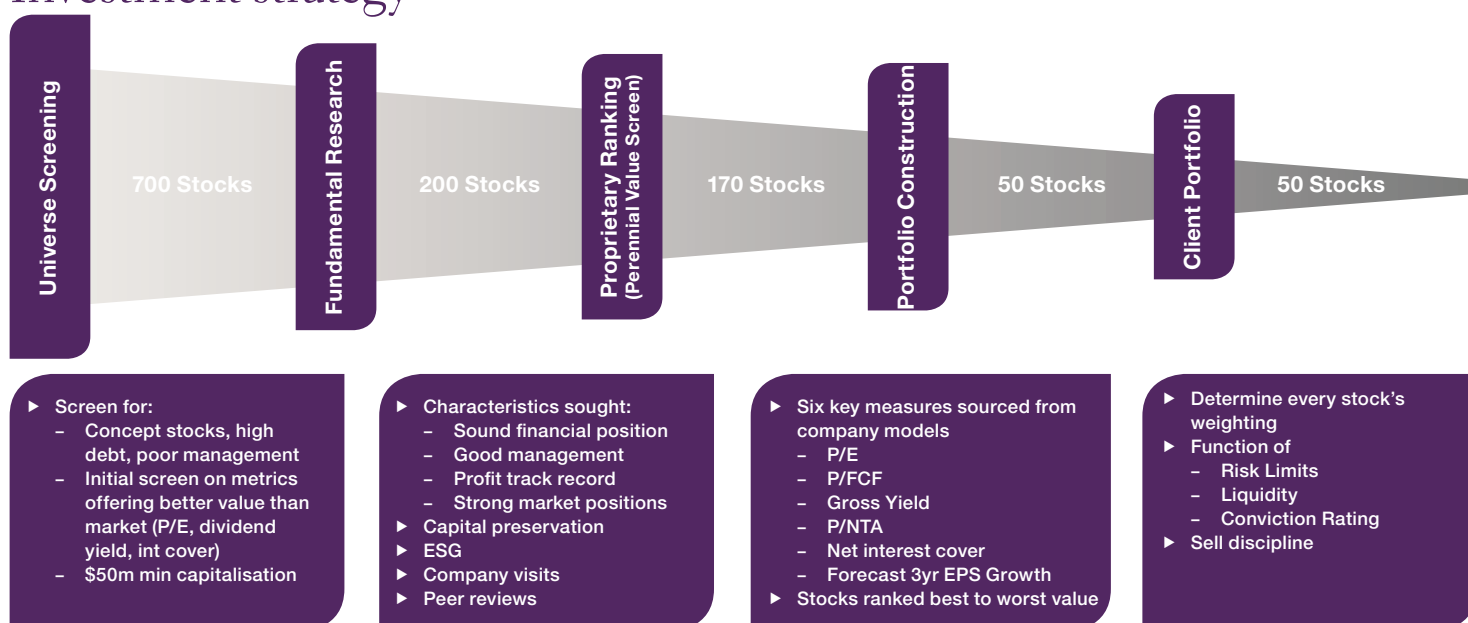 Investment strategy
Universe Screening
700 Stocks
Fundamental Research
200 Stocks
Proprietary Ranking
(Perennial Value Screen)
170 Stocks
Portfolio Construction
50 Stocks
Client Portfolio
50 Stocks
▶ Screen for:
– Concept stocks, high
debt, poor management
– Initial screen on metrics
offering better value than
market (P/E, dividend
yield, int cover)
– $50m min capitalisation
▶ Characteristics sought:
– Sound financial position
– Good management
– Profit track record
– Strong market positions
▶ Capital preservation
▶ ESG
▶ Company visits
▶ Peer reviews
▶ Six key measures sourced from
company models
– P/E
– P/FCF
– Gross Yield
– P/NTA
– Net interest cover
– Forecast 3yr EPS Growth
▶ Stocks ranked best to worst value
▶ Determine every stock's
weighting
▶ Function of
– Risk Limits
– Liquidity
– Conviction Rating
▶ Sell discipline